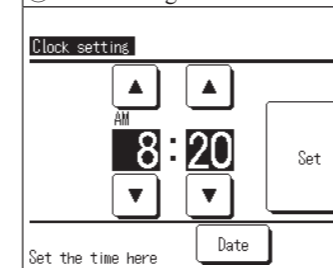 Clock setting
▲ ▲
AM
8:20
Set
▼ ▼
Date
Set the time here